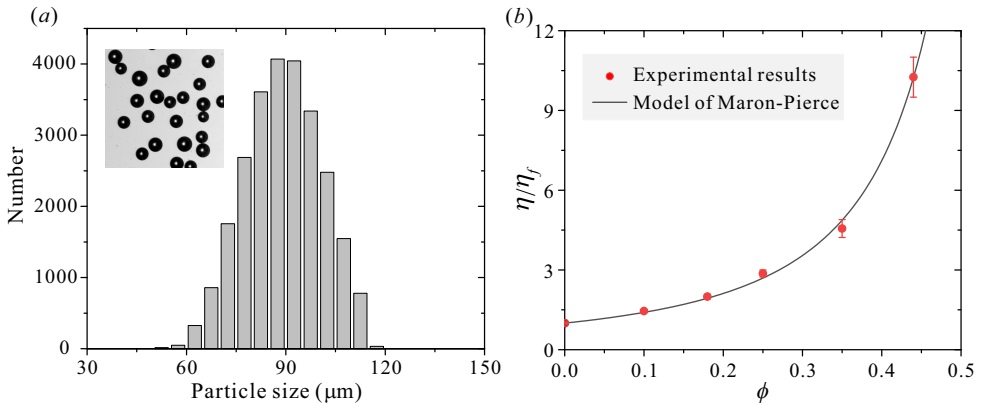 (a)
4000
3000
2000
1000
0
Number
30
60
90
120
150
Particle size (μm)
(b)
12
9
6
3
0
η/ηf
Experimental results
Model of Maron-Pierce
0.0
0.1
0.2
0.3
0.4
0.5
ϕ